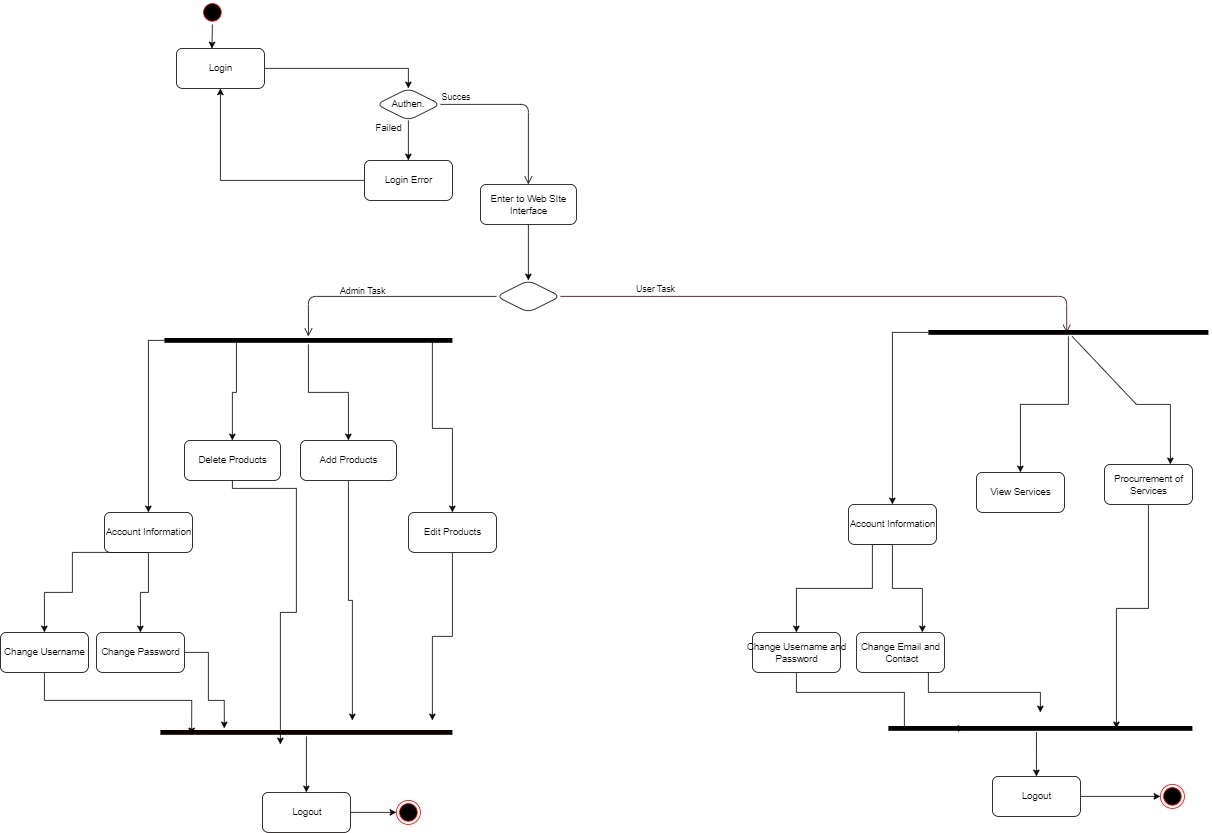 Login
Authen.
Succes
Failed
Login Error
Enter to Web SIte
Interface
Admin Task
User Task
Delete Products
Add Products
Account Information
Edit Products
Change Username
Change Password
Logout
View Services
Procurrement of
Services
Account Information
Change Username and
Password
Change Email and
Contact
Logout